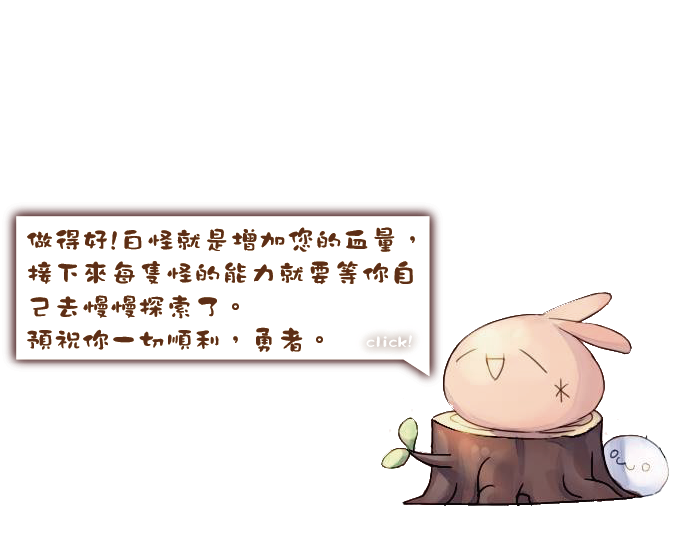 做得好!白怪就是增加您的血量，
接下來每隻怪的能力就要等你自
己去慢慢探索了。
預祝你一切順利，勇者。
click!